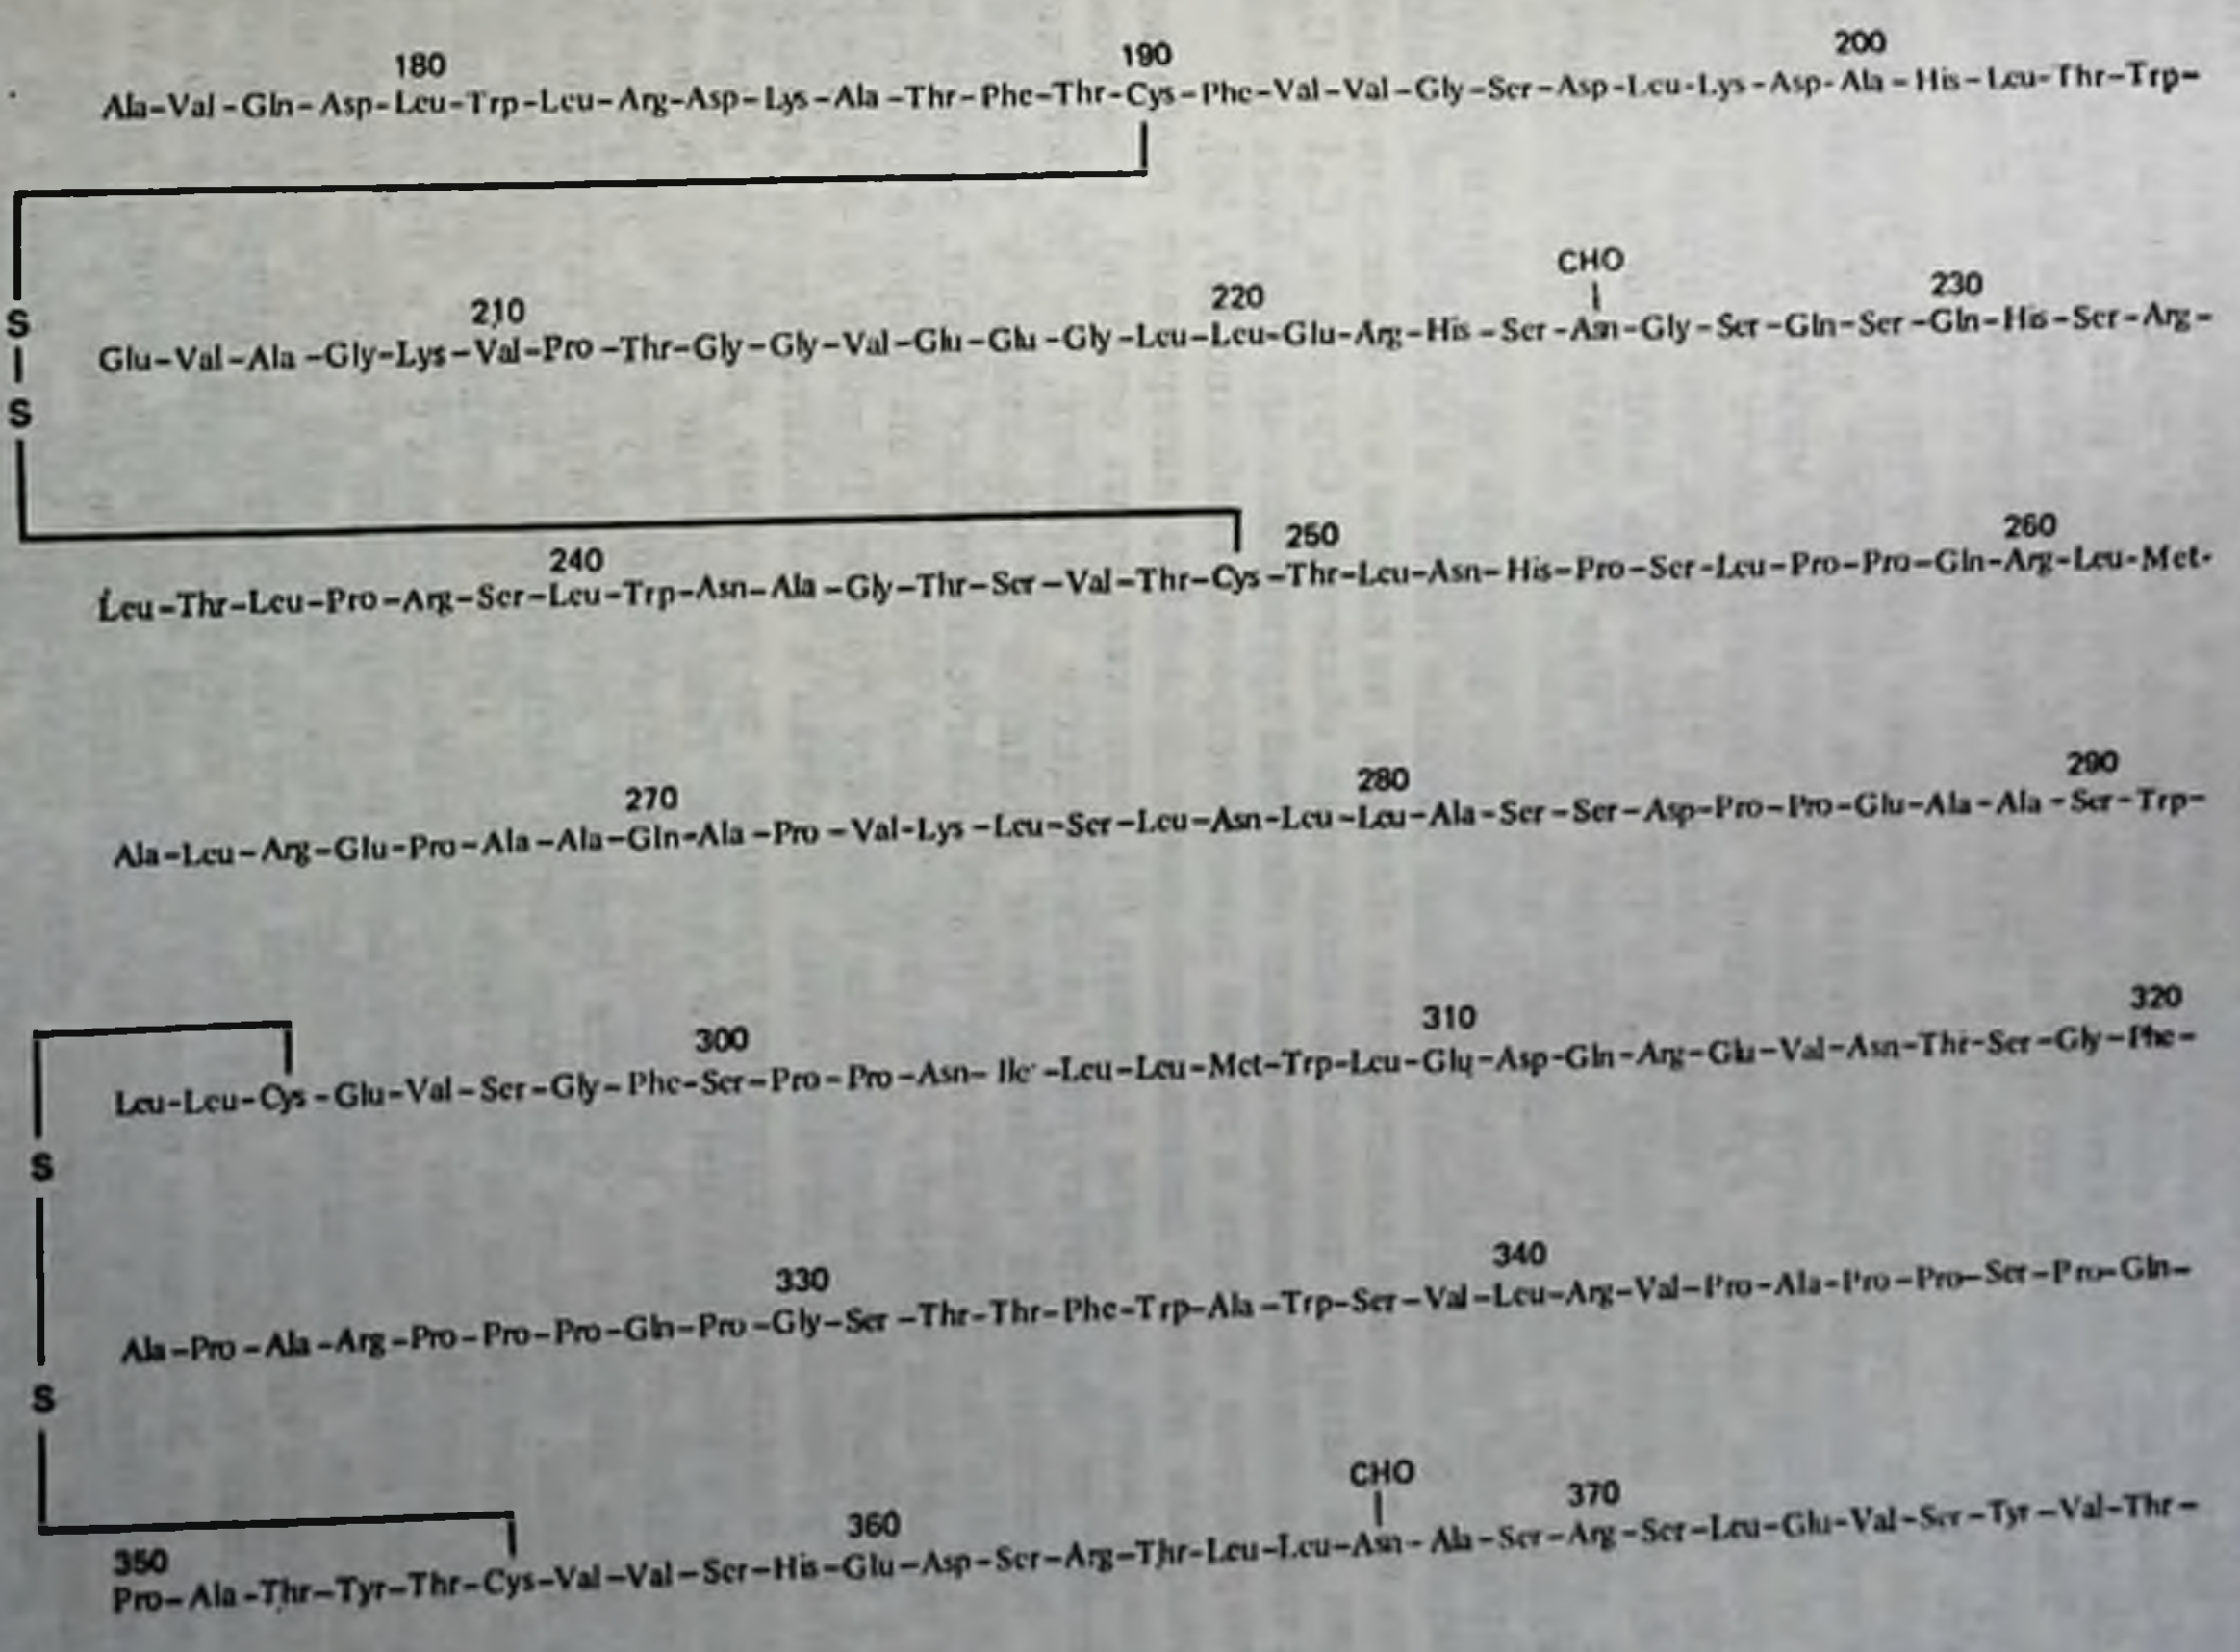 180 190 200
Ala-Val-Gln-Asp-Leu-Trp-Leu-Arg-Asp-Lys-Ala-Thr-Phe-Thr-Cys-Phe-Val-Val-Gly-Ser-Asp-Leu-Lys-Asp-Ala-His-Leu-Thr-Trp-
CHO
210 220 230
S
Glu-Val-Ala-Gly-Lys-Val-Pro-Thr-Gly-Gly-Val-Glu-Glu-Gly-Leu-Leu-Glu-Arg-His-Ser-Asn-Gly-Ser-Gln-Ser-Gln-His-Ser-Arg-
S
240 250 260
Leu-Thr-Leu-Pro-Arg-Ser-Leu-Trp-Asn-Ala-Gly-Thr-Ser-Val-Thr-Cys-Thr-Leu-Asn-His-Pro-Ser-Leu-Pro-Pro-Gln-Arg-Leu-Met-
270 280 290
Ala-Leu-Arg-Glu-Pro-Ala-Ala-Gln-Ala-Pro-Val-Lys-Leu-Ser-Leu-Asn-Leu-Leu-Ala-Ser-Ser-Asp-Pro-Pro-Glu-Ala-Ala-Ser-Trp-
300 310 320
Leu-Leu-Cys-Glu-Val-Ser-Gly-Phe-Ser-Pro-Pro-Asn-Ile-Leu-Leu-Met-Trp-Leu-Glu-Asp-Gln-Arg-Glu-Val-Asn-Thr-Ser-Gly-Phe-
S
330 340
Ala-Pro-Ala-Arg-Pro-Pro-Pro-Gln-Pro-Gly-Ser-Thr-Thr-Phe-Trp-Ala-Trp-Ser-Val-Leu-Arg-Val-Pro-Ala-Pro-Pro-Ser-Pro-Gln-
S
CHO
350 360 370
Pro-Ala-Thr-Tyr-Thr-Cys-Val-Val-Ser-His-Glu-Asp-Ser-Arg-Thr-Leu-Leu-Asn-Ala-Ser-Arg-Ser-Leu-Glu-Val-Ser-Tyr-Val-Thr-